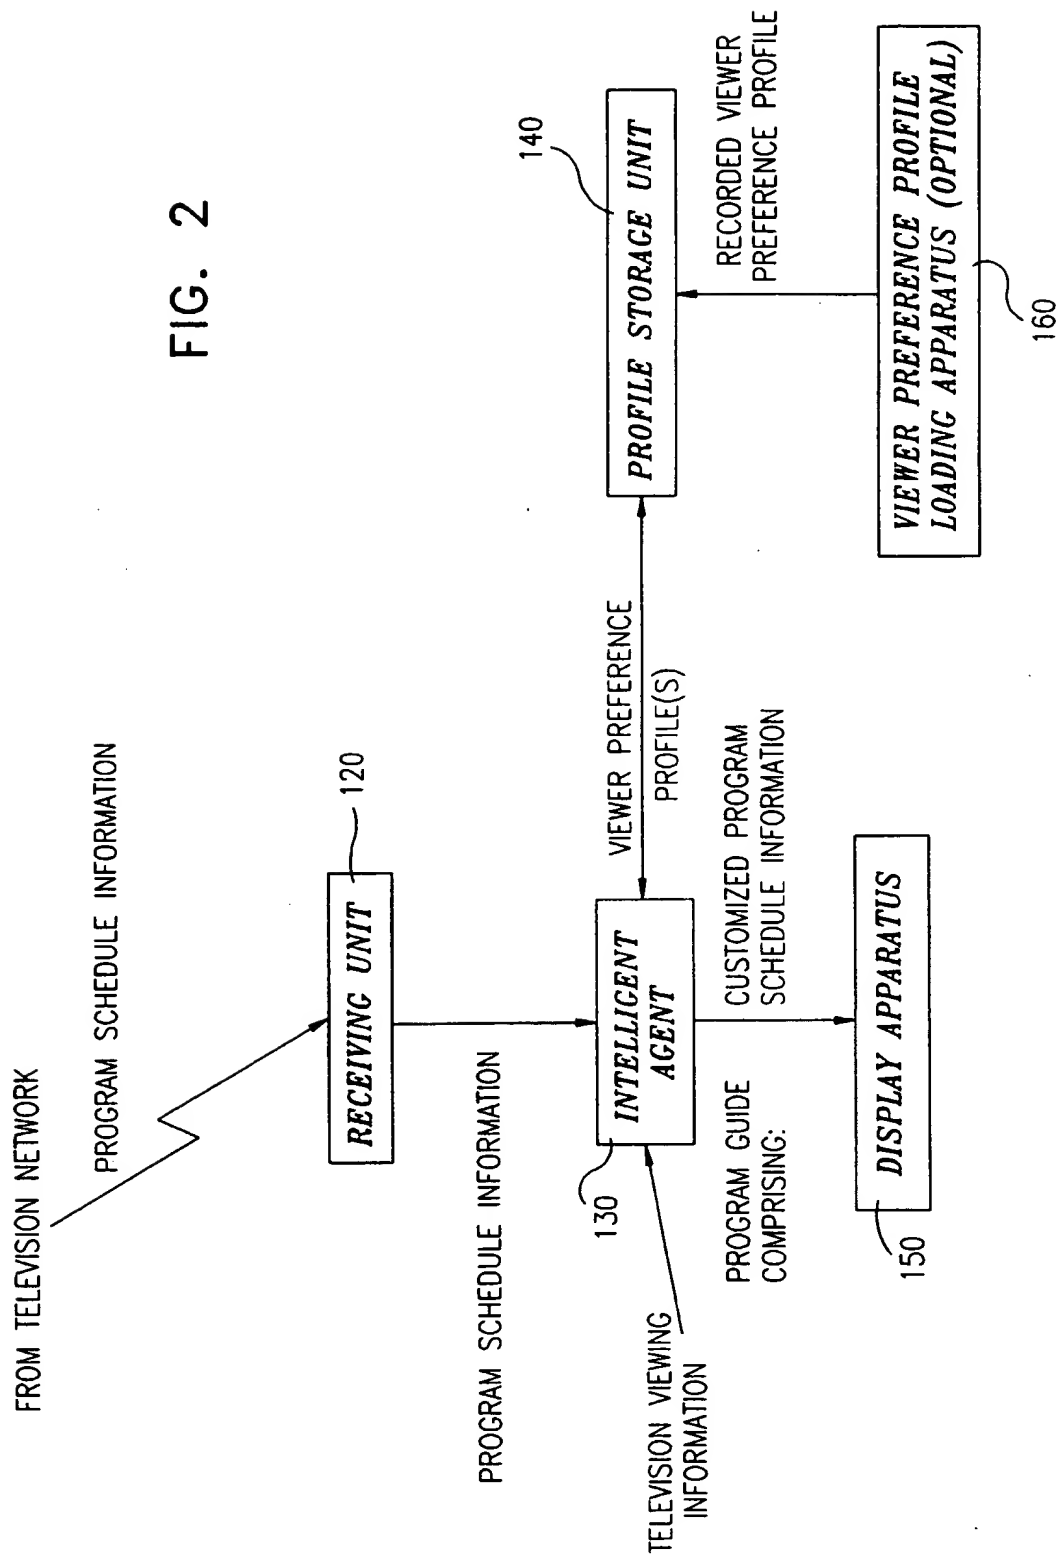 FIG. 2
FROM TELEVISION NETWORK
PROGRAM SCHEDULE INFORMATION
120
RECEIVING UNIT
PROGRAM SCHEDULE INFORMATION
TELEVISION VIEWING
INFORMATION
130
INTELLIGENT
AGENT
VIEWER PREFERENCE
PROFILE(S)
140
PROFILE STORAGE UNIT
PROGRAM GUIDE
COMPRISING:
CUSTOMIZED PROGRAM
SCHEDULE INFORMATION
RECORDED VIEWER
PREFERENCE PROFILE
150
DISPLAY APPARATUS
VIEWER PREFERENCE PROFILE
LOADING APPARATUS (OPTIONAL)
160